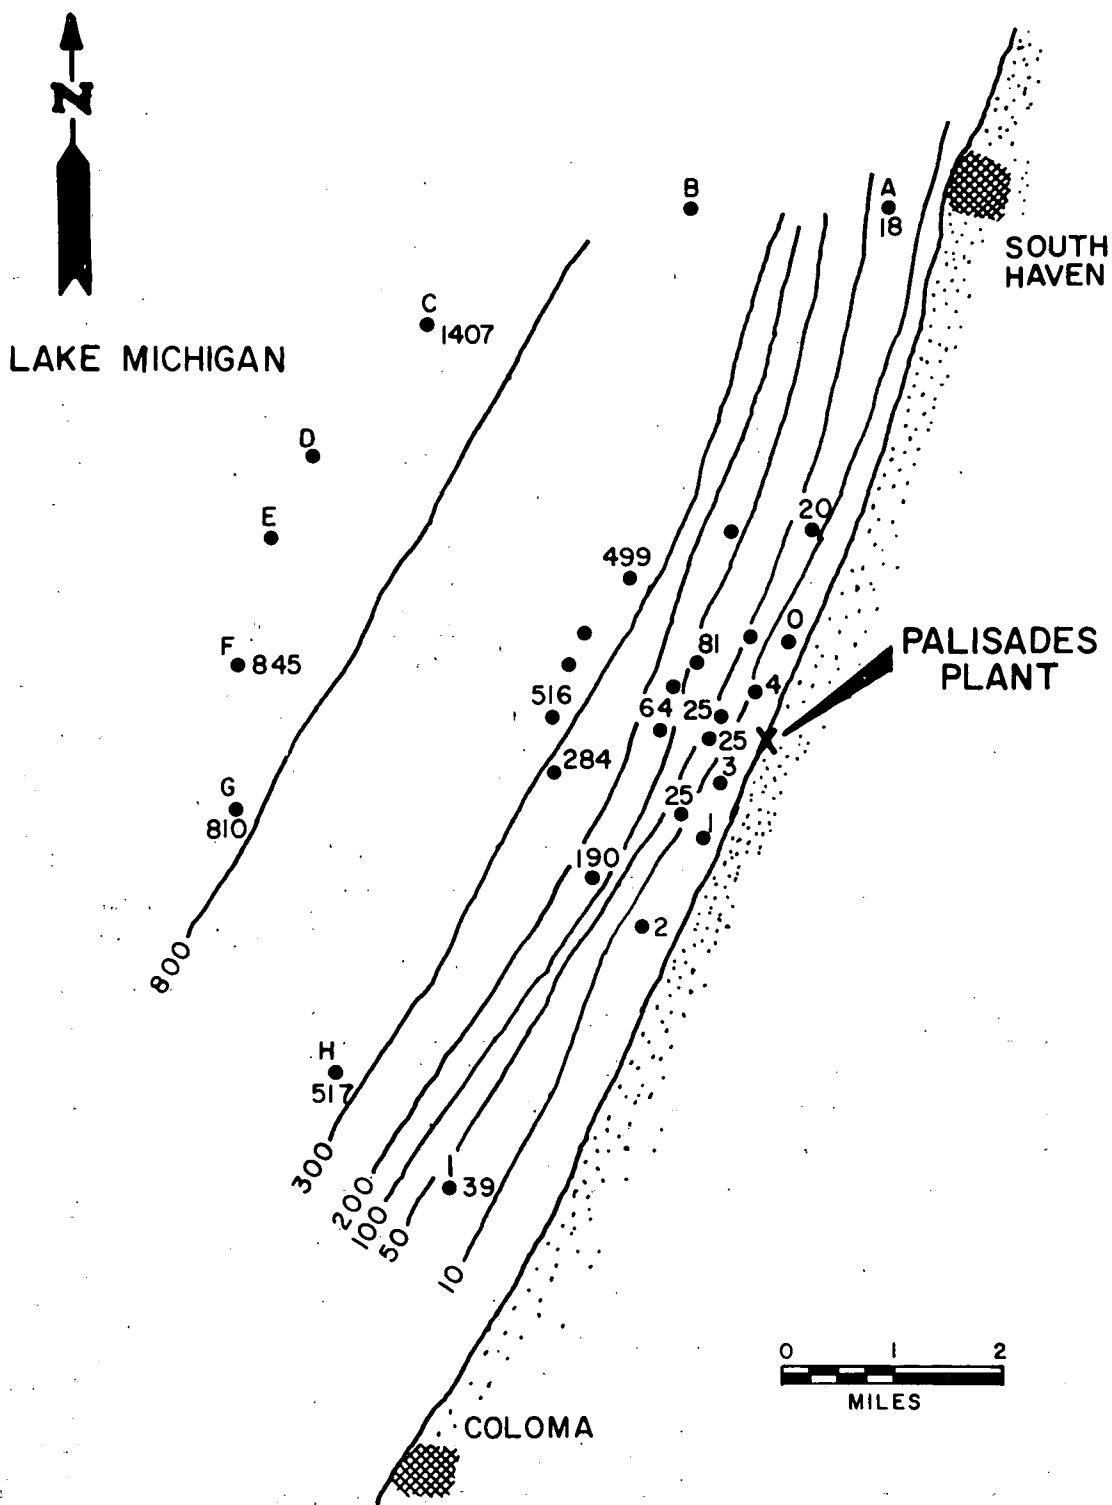 N
B
A
18
SOUTH
HAVEN
C
1407
LAKE MICHIGAN
D
20
E
499
0
F
845
81
PALISADES
PLANT
4
516
64
25
25
284
3
G
810
25
1
190
2
800
H
517
300
I
39
200
100
50
10
0 1 2
MILES
COLOMA